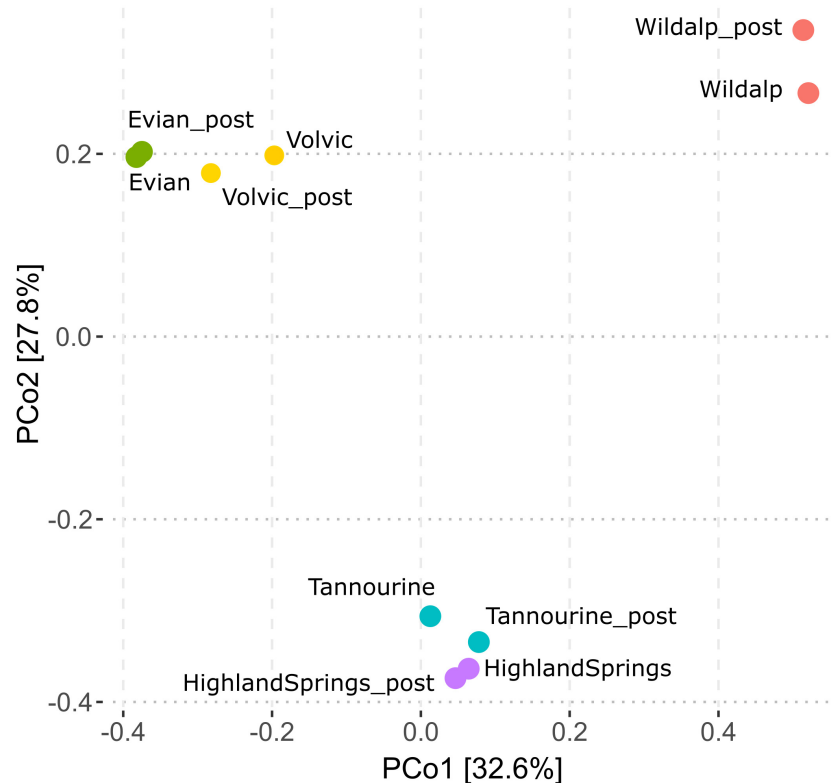 Wildalp_post
Wildalp
Evian_post
Volvic
Evian
Volvic_post
Tannourine
Tannourine_post
HighlandSprings
HighlandSprings_post
PCo2 [27.8%]
0.2
0.0
-0.2
-0.4
-0.4
-0.2
0.0
0.2
0.4
PCo1 [32.6%]